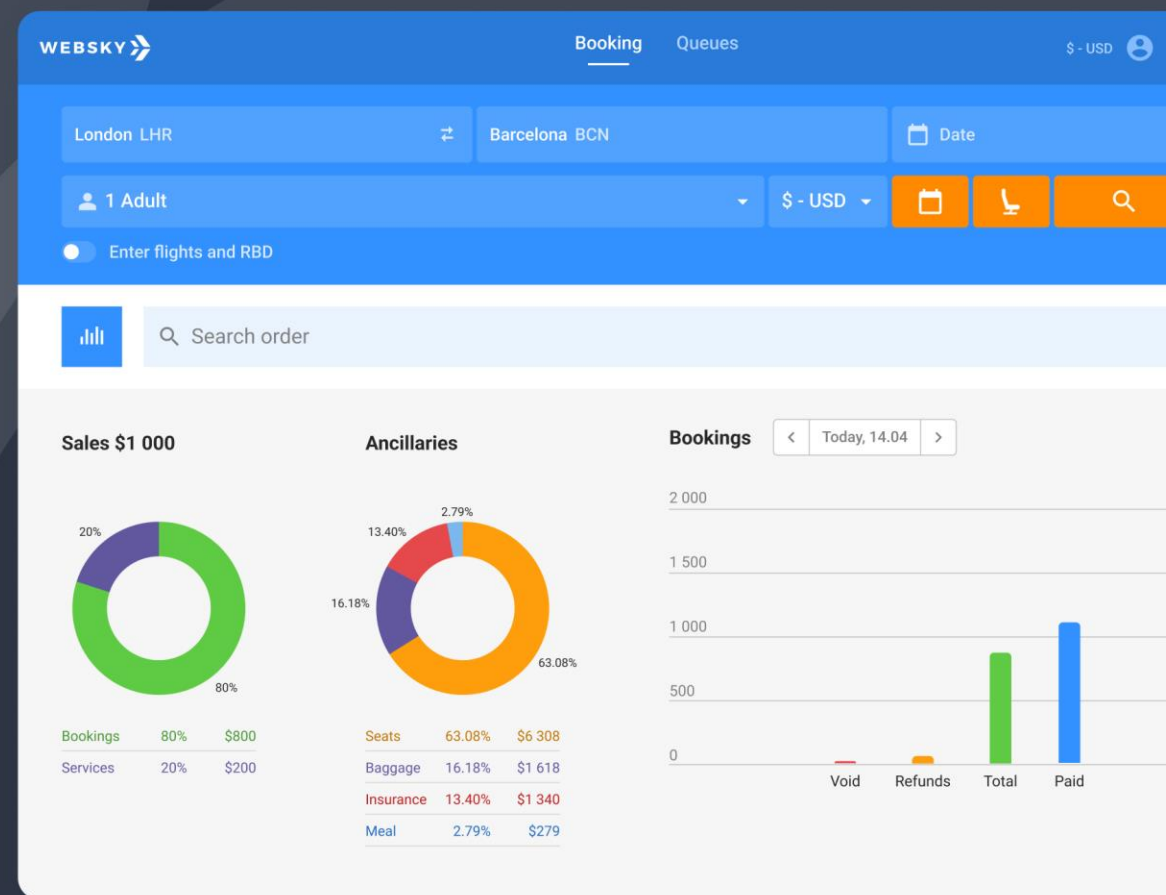 WEBSKY
Booking Queues
$ - USD
London LHR
Barcelona BCN
Date
1 Adult
$ - USD
Enter flights and RBD
Search order
Sales $1 000
20%
80%
Bookings 80% $800
Services 20% $200
Ancillaries
2.79%
13.40%
16.18%
63.08%
Seats 63.08% $6 308
Baggage 16.18% $1 618
Insurance 13.40% $1 340
Meal 2.79% $279
Bookings
Today, 14.04
2 000
1 500
1 000
500
0
Void Refunds Total Paid